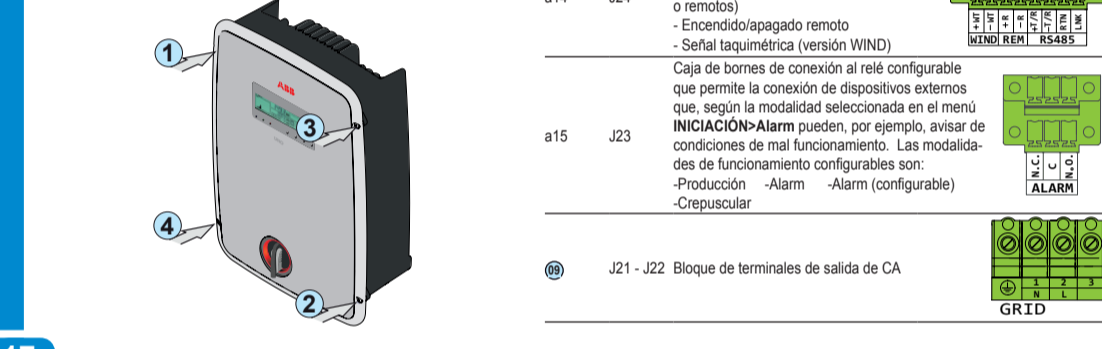 1
ABB
3
4
2
o remotos)
- Encendido/apagado remoto
- Señal taquimétrica (versión WIND)
+WT -WT +R -R +T/R -T/R RTN LNK
WIND REM RS485
Caja de bornes de conexión al relé configurable
que permite la conexión de dispositivos externos
que, según la modalidad seleccionada en el menú
INICIACIÓN>Alarm pueden, por ejemplo, avisar de
a15 J23 condiciones de mal funcionamiento. Las modalida-
des de funcionamiento configurables son:
-Producción -Alarm -Alarm (configurable)
-Crepuscular
N.C. C N.O.
ALARM
09 J21 - J22 Bloque de terminales de salida de CA
1 2 3
N L
GRID